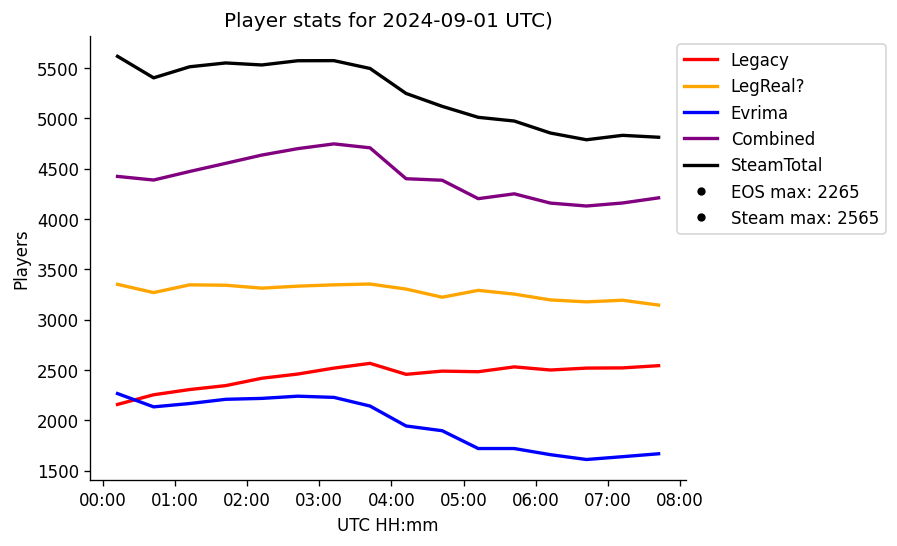 Player stats for 2024-09-01 UTC)
Legacy
LegReal?
Evrima
Combined
SteamTotal
EOS max: 2265
Steam max: 2565
Players
5500
5000
4500
4000
3500
3000
2500
2000
1500
00:00 01:00 02:00 03:00 04:00 05:00 06:00 07:00 08:00
UTC HH:mm